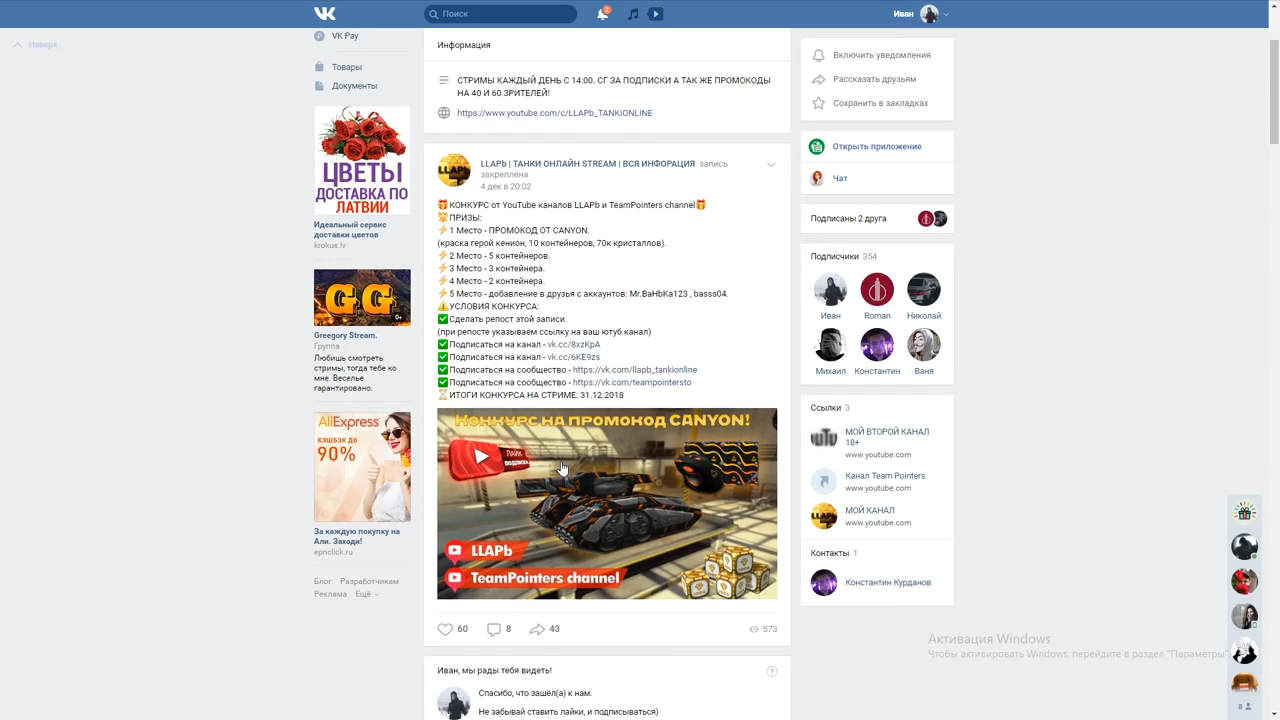 Поиск
2
Иван
Наверх
VK Pay
Товары
Документы
ЦВЕТЫ
ДОСТАВКА ПО
ЛАТВИИ
Идеальный сервис
доставки цветов
krokus.lv
GG
0+
Greegory Stream.
Группа
Любишь смотреть
стримы, тогда тебе ко
мне. Веселье
гарантировано.
AliExpress
КЭШБЭК ДО
90%
За каждую покупку на
Али. Заходи!
epnclick.ru
Блог Разработчикам
Реклама Ещё
Информация
СТРИМЫ КАЖДЫЙ ДЕНЬ С 14:00. СГ ЗА ПОДПИСКИ А ТАК ЖЕ ПРОМОКОДЫ
НА 40 И 60 ЗРИТЕЛЕЙ!
https://www.youtube.com/c/LLAPb_TANKIONLINE
LLAPb
LLAPb | ТАНКИ ОНЛАЙН STREAM | ВСЯ ИНФОРАЦИЯ запись
закреплена
4 дек в 20:02
🎁КОНКУРС от YouTube каналов LLAPb и TeamPointers channel🎁
ПРИЗЫ:
⚡1 Место - ПРОМОКОД ОТ CANYON.
(краска герой кенион, 10 контейнеров, 70к кристаллов).
⚡2 Место - 5 контейнеров.
⚡3 Место - 3 контейнера.
⚡4 Место - 2 контейнера.
⚡5 Место - добавление в друзья с аккаунтов: Mr.BaHbKa123 , basss04.
⚠УСЛОВИЯ КОНКУРСА:
✅Сделать репост этой записи.
(при репосте указываем ссылку на ваш ютуб канал)
✅Подписаться на канал - vk.cc/8xzKpA
✅Подписаться на канал - vk.cc/6KE9zs
✅Подписаться на сообщество - https://vk.com/llapb_tankionline
✅Подписаться на сообщество - https://vk.com/teampointersto
⏳ИТОГИ КОНКУРСА НА СТРИМЕ: 31.12.2018
КОНКУРС НА ПРОМОКОД CANYON!
ЛАЙК
ПОДПИСКА
LLAPb
TeamPointers channel
60 8 43 573
Иван, мы рады тебя видеть!
Спасибо, что зашёл(а) к нам.
Не забывай ставить лайки, и подписываться)
Включить уведомления
Рассказать друзьям
Сохранить в закладках
Открыть приложение
Чат
Подписаны 2 друга
Подписчики 354
Иван Roman Николай
Михаил Константин Ваня
Ссылки 3
МОЙ ВТОРОЙ КАНАЛ
18+
www.youtube.com
Канал Team Pointers
www.youtube.com
LLAPb
МОЙ КАНАЛ
www.youtube.com
Контакты 1
Константин Курданов
Активация Windows
Чтобы активировать Windows, перейдите в раздел "Параметры".